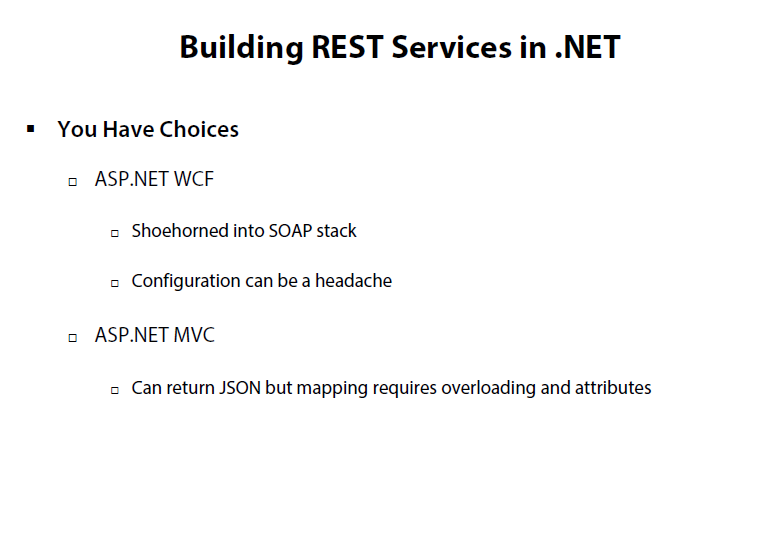 Building REST Services in .NET
You Have Choices
ASP.NET WCF
Shoehorned into SOAP stack
Configuration can be a headache
ASP.NET MVC
Can return JSON but mapping requires overloading and attributes